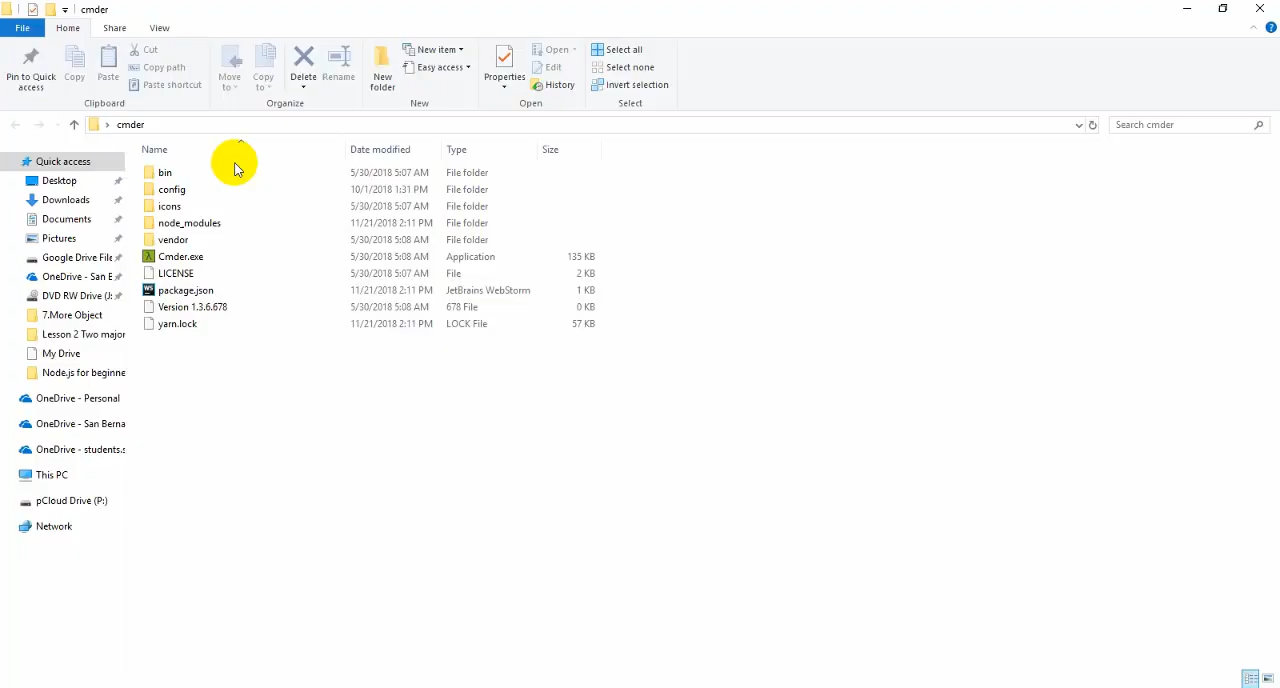 cmder
File Home Share View
Pin to Quick access
Copy
Paste
Cut
Copy path
Paste shortcut
Clipboard
Move to
Copy to
Delete
Rename
Organize
New folder
New item
Easy access
New
Properties
Open
Edit
History
Open
Select all
Select none
Invert selection
Select
cmder
Search cmder
Name Date modified Type Size
Quick access
Desktop
Downloads
Documents
Pictures
Google Drive File
OneDrive - San B
DVD RW Drive (J:
7.More Object
Lesson 2 Two major
My Drive
Node.js for beginne
OneDrive - Personal
OneDrive - San Berna
OneDrive - students.s
This PC
pCloud Drive (P:)
Network
bin 5/30/2018 5:07 AM File folder
config 10/1/2018 1:31 PM File folder
icons 5/30/2018 5:07 AM File folder
node_modules 11/21/2018 2:11 PM File folder
vendor 5/30/2018 5:08 AM File folder
Cmder.exe 5/30/2018 5:08 AM Application 135 KB
LICENSE 5/30/2018 5:07 AM File 2 KB
package.json 11/21/2018 2:11 PM JetBrains WebStorm 1 KB
Version 1.3.6.678 5/30/2018 5:08 AM 678 File 0 KB
yarn.lock 11/21/2018 2:11 PM LOCK File 57 KB